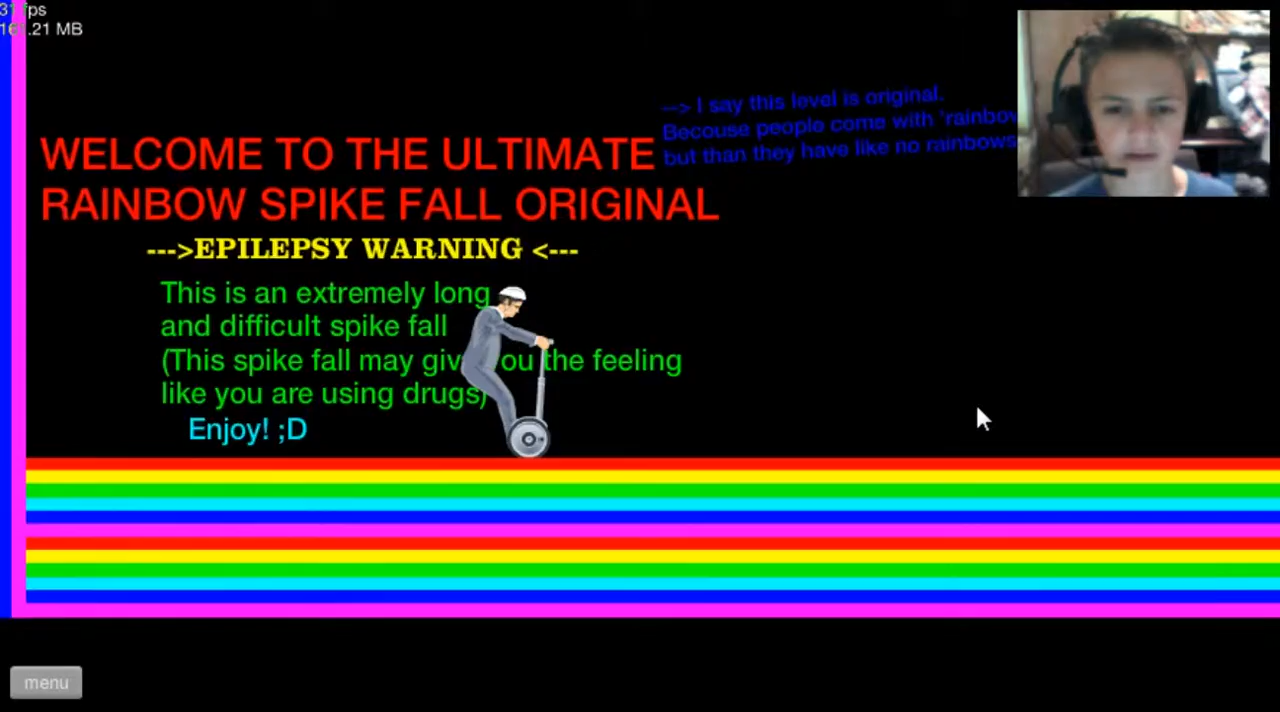 fps
.21 MB
--> I say this level is original.
Becouse people come with 'rainbow
but than they have like no rainbows
WELCOME TO THE ULTIMATE
RAINBOW SPIKE FALL ORIGINAL
--->EPILEPSY WARNING <---
This is an extremely long
and difficult spike fall
(This spike fall may giv ou the feeling
like you are using drugs)
Enjoy! ;D
menu